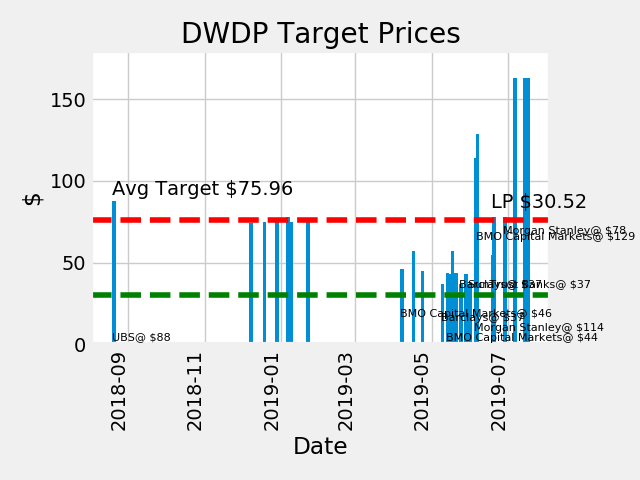 DWDP Target Prices
150
100
50
0
$
Avg Target $75.96
LP $30.52
Morgan Stanley@ $78
BMO Capital Markets@ $129
Barclays@ $37
SunTrust Banks@ $37
BMO Capital Markets@ $46
Barclays@ $37
Morgan Stanley@ $114
UBS@ $88
BMO Capital Markets@ $44
2018-09
2018-11
2019-01
2019-03
2019-05
2019-07
Date